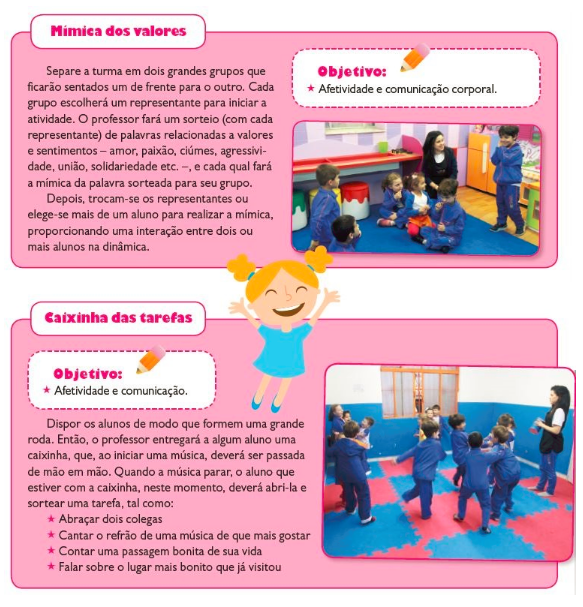 Mímica dos valores
Separe a turma em dois grandes grupos que
ficarão sentados um de frente para o outro. Cada
grupo escolherá um representante para iniciar a
atividade. O professor fará um sorteio (com cada
representante) de palavras relacionadas a valores
e sentimentos – amor, paixão, ciúmes, agressivi-
dade, união, solidariedade etc. –, e cada qual fará
a mímica da palavra sorteada para seu grupo.
Depois, trocam-se os representantes ou
elege-se mais de um aluno para realizar a mímica,
proporcionando uma interação entre dois ou
mais alunos na dinâmica.
Objetivo:
★ Afetividade e comunicação corporal.
Caixinha das tarefas
Objetivo:
★ Afetividade e comunicação.
Dispor os alunos de modo que formem uma grande
roda. Então, o professor entregará a algum aluno uma
caixinha, que, ao iniciar uma música, deverá ser passada
de mão em mão. Quando a música parar, o aluno que
estiver com a caixinha, neste momento, deverá abri-la e
sortear uma tarefa, tal como:
★ Abraçar dois colegas
★ Cantar o refrão de uma música de que mais gostar
★ Contar uma passagem bonita de sua vida
★ Falar sobre o lugar mais bonito que já visitou